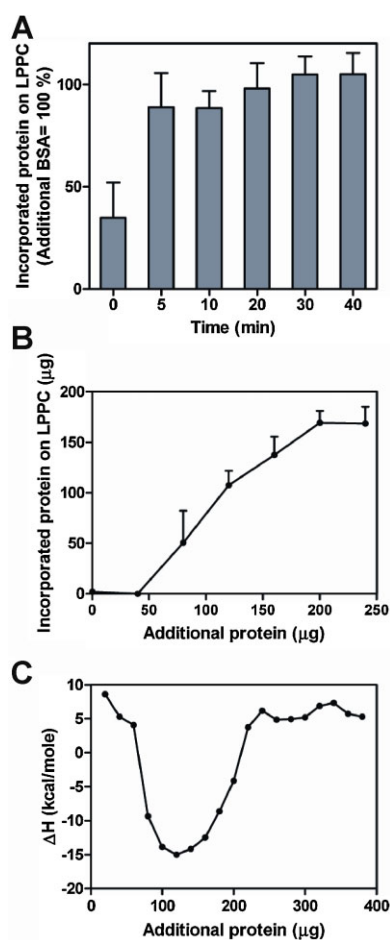 A
Incorporated protein on LPPC
(Additional BSA= 100 %)
100
50
0
0 5 10 20 30 40
Time (min)
B
Incorporated protein on LPPC (μg)
200
150
100
50
0
0 50 100 150 200 250
Additional protein (μg)
C
ΔH (kcal/mole)
10
5
0
-5
-10
-15
-20
0 100 200 300 400
Additional protein (μg)